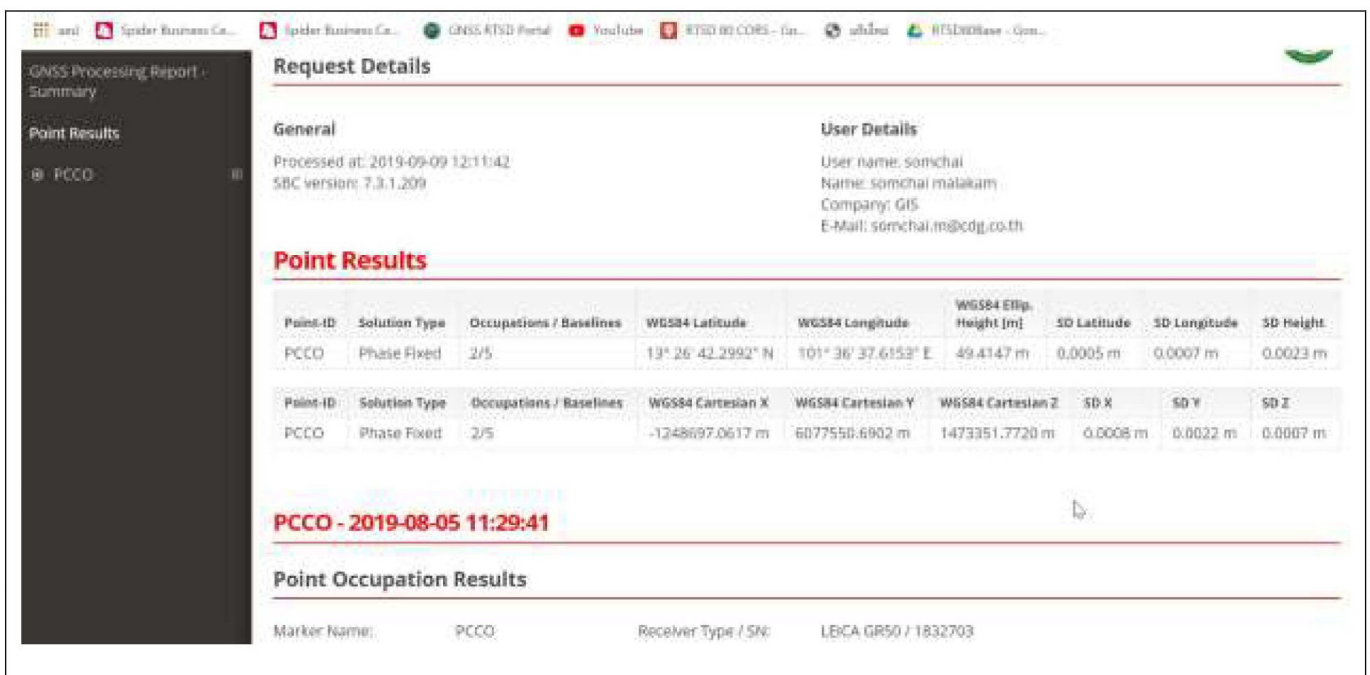 Spider Business Ce...
Spider Business Ce...
GNSS RTSD Portal
YouTube
RTSD 80 CORS - Go...
แท็บใหม่
GNSS Processing Report -
Summary
Point Results
PCCO
Request Details
General
Processed at: 2019-09-09 12:11:42
SBC version: 7.3.1.209
User Details
User name: somchai
Name: somchai malakam
Company: GIS
E-Mail: somchai.m@cdg.co.th
Point Results
Point-ID Solution Type Occupations / Baselines WGS84 Latitude WGS84 Longitude WGS84 Ellip. Height [m] SD Latitude SD Longitude SD Height
PCCO Phase Fixed 2/5 13° 26' 42.2992" N 101° 36' 37.6153" E 49.4147 m 0.0005 m 0.0007 m 0.0023 m
Point-ID Solution Type Occupations / Baselines WGS84 Cartesian X WGS84 Cartesian Y WGS84 Cartesian Z SD X SD Y SD Z
PCCO Phase Fixed 2/5 -1248697.0617 m 6077550.6902 m 1473351.7720 m 0.0008 m 0.0022 m 0.0007 m
PCCO - 2019-08-05 11:29:41
Point Occupation Results
Marker Name: PCCO Receiver Type / SN: LEICA GR50 / 1832703